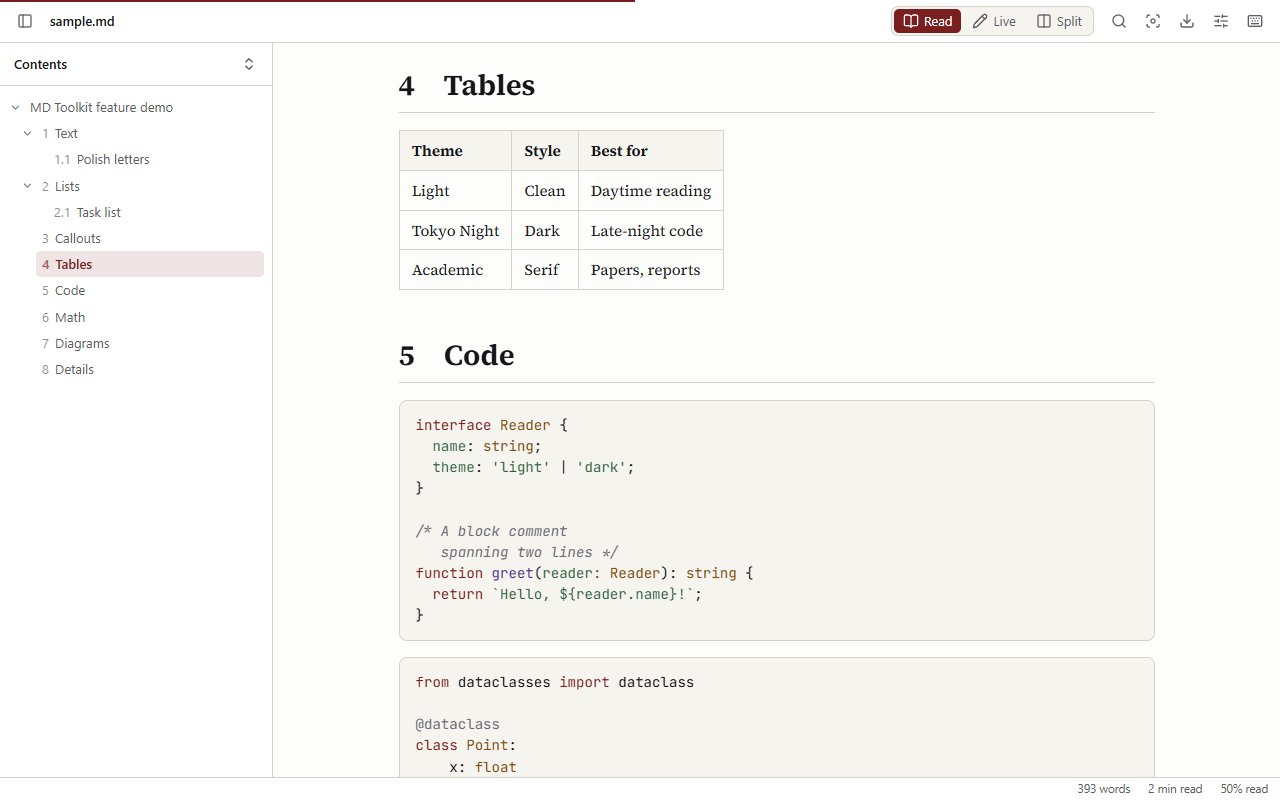 sample.md
Read
Live
Split
Contents
MD Toolkit feature demo
1 Text
1.1 Polish letters
2 Lists
2.1 Task list
3 Callouts
4 Tables
5 Code
6 Math
7 Diagrams
8 Details
4 Tables
Theme Style Best for
Light Clean Daytime reading
Tokyo Night Dark Late-night code
Academic Serif Papers, reports
5 Code
interface Reader {
  name: string;
  theme: 'light' | 'dark';
}
/* A block comment
   spanning two lines */
function greet(reader: Reader): string {
  return `Hello, ${reader.name}!`;
}
from dataclasses import dataclass
@dataclass
class Point:
    x: float
393 words 2 min read 50% read